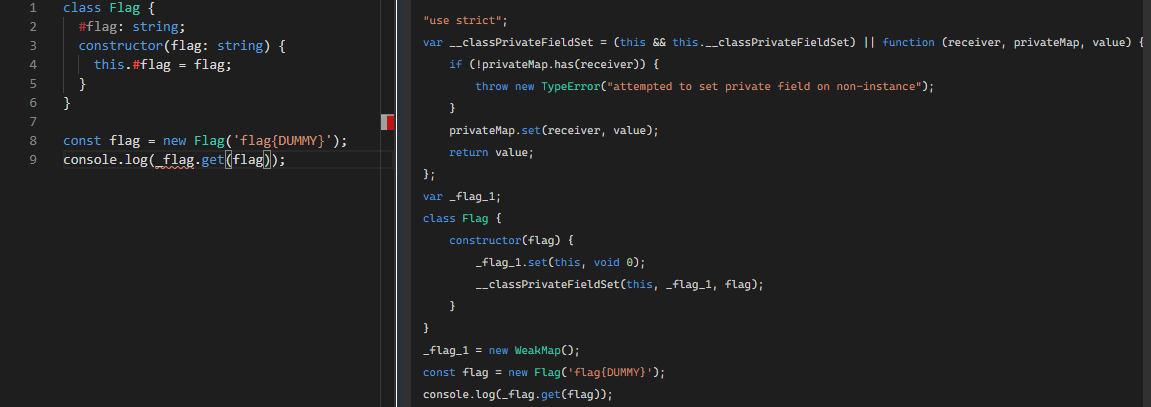 1 class Flag {
2   #flag: string;
3   constructor(flag: string) {
4     this.#flag = flag;
5   }
6 }
7
8 const flag = new Flag('flag{DUMMY}');
9 console.log(_flag.get(flag));
"use strict";
var __classPrivateFieldSet = (this && this.__classPrivateFieldSet) || function (receiver, privateMap, value) {
    if (!privateMap.has(receiver)) {
        throw new TypeError("attempted to set private field on non-instance");
    }
    privateMap.set(receiver, value);
    return value;
};
var _flag_1;
class Flag {
    constructor(flag) {
        _flag_1.set(this, void 0);
        __classPrivateFieldSet(this, _flag_1, flag);
    }
}
_flag_1 = new WeakMap();
const flag = new Flag('flag{DUMMY}');
console.log(_flag.get(flag));